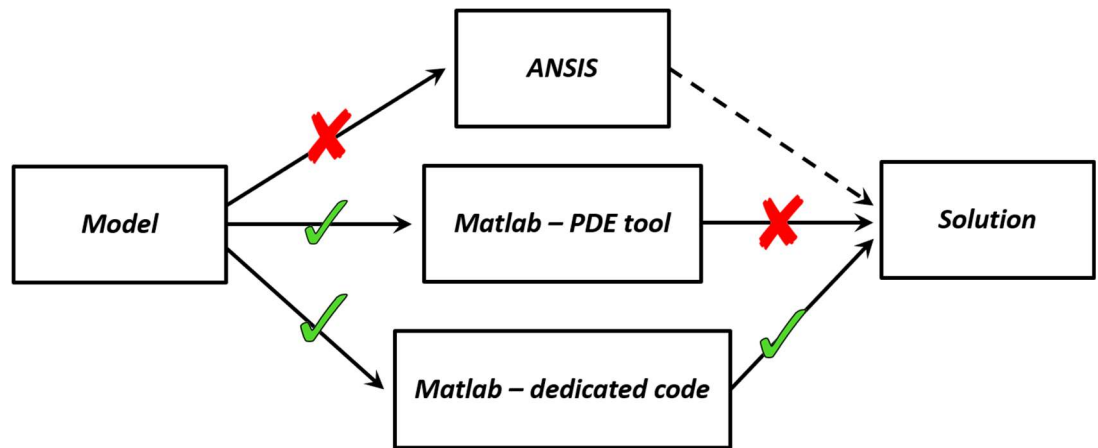 ANSIS
Model
Matlab – PDE tool
Solution
Matlab – dedicated code